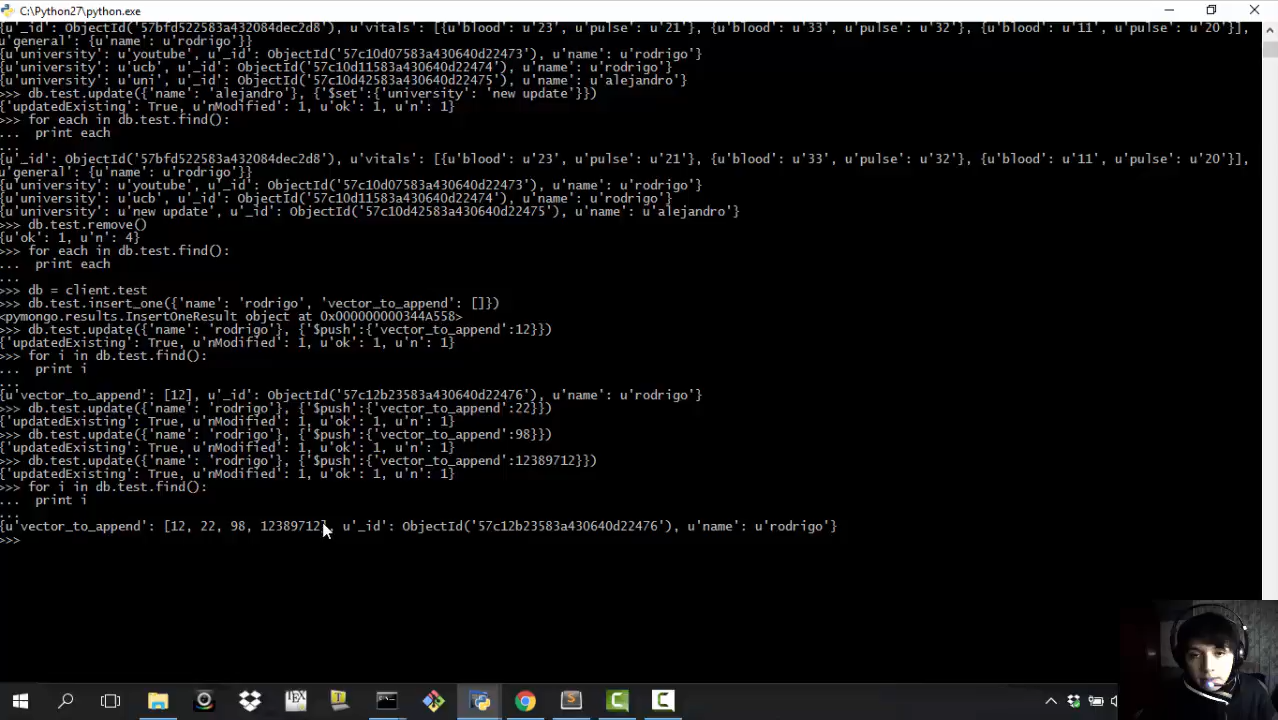 C:\Python27\python.exe
{u'_id': ObjectId('57bfd522583a432084dec2d8'), u'vitals': [{u'blood': u'23', u'pulse': u'21'}, {u'blood': u'33', u'pulse': u'32'}, {u'blood': u'11', u'pulse': u'20'}],
u'general': {u'name': u'rodrigo'}}
{u'university': u'youtube', u'_id': ObjectId('57c10d07583a430640d22473'), u'name': u'rodrigo'}
{u'university': u'ucb', u'_id': ObjectId('57c10d11583a430640d22474'), u'name': u'rodrigo'}
{u'university': u'uni', u'_id': ObjectId('57c10d42583a430640d22475'), u'name': u'alejandro'}
>>> db.test.update({'name': 'alejandro'}, {'$set':{'university': 'new update'}})
{'updatedExisting': True, u'nModified': 1, u'ok': 1, u'n': 1}
>>> for each in db.test.find():
...  print each
...
{u'_id': ObjectId('57bfd522583a432084dec2d8'), u'vitals': [{u'blood': u'23', u'pulse': u'21'}, {u'blood': u'33', u'pulse': u'32'}, {u'blood': u'11', u'pulse': u'20'}],
u'general': {u'name': u'rodrigo'}}
{u'university': u'youtube', u'_id': ObjectId('57c10d07583a430640d22473'), u'name': u'rodrigo'}
{u'university': u'ucb', u'_id': ObjectId('57c10d11583a430640d22474'), u'name': u'rodrigo'}
{u'university': u'new update', u'_id': ObjectId('57c10d42583a430640d22475'), u'name': u'alejandro'}
>>> db.test.remove()
{u'ok': 1, u'n': 4}
>>> for each in db.test.find():
...  print each
...
>>> db = client.test
>>> db.test.insert_one({'name': 'rodrigo', 'vector_to_append': []})
<pymongo.results.InsertOneResult object at 0x000000000344A558>
>>> db.test.update({'name': 'rodrigo'}, {'$push':{'vector_to_append':12}})
{'updatedExisting': True, u'nModified': 1, u'ok': 1, u'n': 1}
>>> for i in db.test.find():
...  print i
...
{u'vector_to_append': [12], u'_id': ObjectId('57c12b23583a430640d22476'), u'name': u'rodrigo'}
>>> db.test.update({'name': 'rodrigo'}, {'$push':{'vector_to_append':22}})
{'updatedExisting': True, u'nModified': 1, u'ok': 1, u'n': 1}
>>> db.test.update({'name': 'rodrigo'}, {'$push':{'vector_to_append':98}})
{'updatedExisting': True, u'nModified': 1, u'ok': 1, u'n': 1}
>>> db.test.update({'name': 'rodrigo'}, {'$push':{'vector_to_append':12389712}})
{'updatedExisting': True, u'nModified': 1, u'ok': 1, u'n': 1}
>>> for i in db.test.find():
...  print i
...
{u'vector_to_append': [12, 22, 98, 12389712], u'_id': ObjectId('57c12b23583a430640d22476'), u'name': u'rodrigo'}
>>>